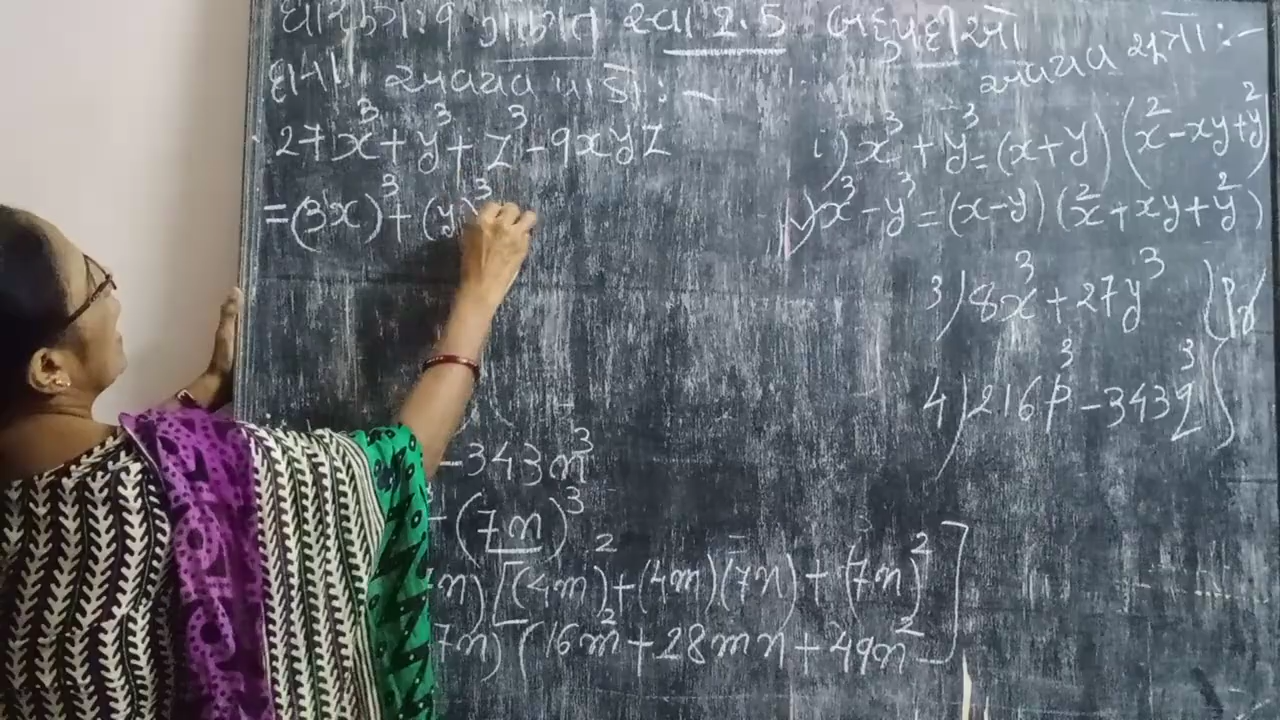 ધોરણ : ૯ ગણિત સ્વા 2.5 બહુપદીઓ
દાખલા અવયવ પાડો :-
27x³ + y³ + z³ - 9xyz
= (3x)³ + (y)³
- 343n³
- (7n)³
7n) [(4m)² + (4m)(7n) + (7n)²]
7n) (16m² + 28mn + 49n²
અવયવ સૂત્રો :-
i) x³ + y³ = (x+y) (x² - xy + y²)
x³ - y³ = (x-y) (x² + xy + y²)
3) 8x³ + 27y³
4) 216p³ - 343q³